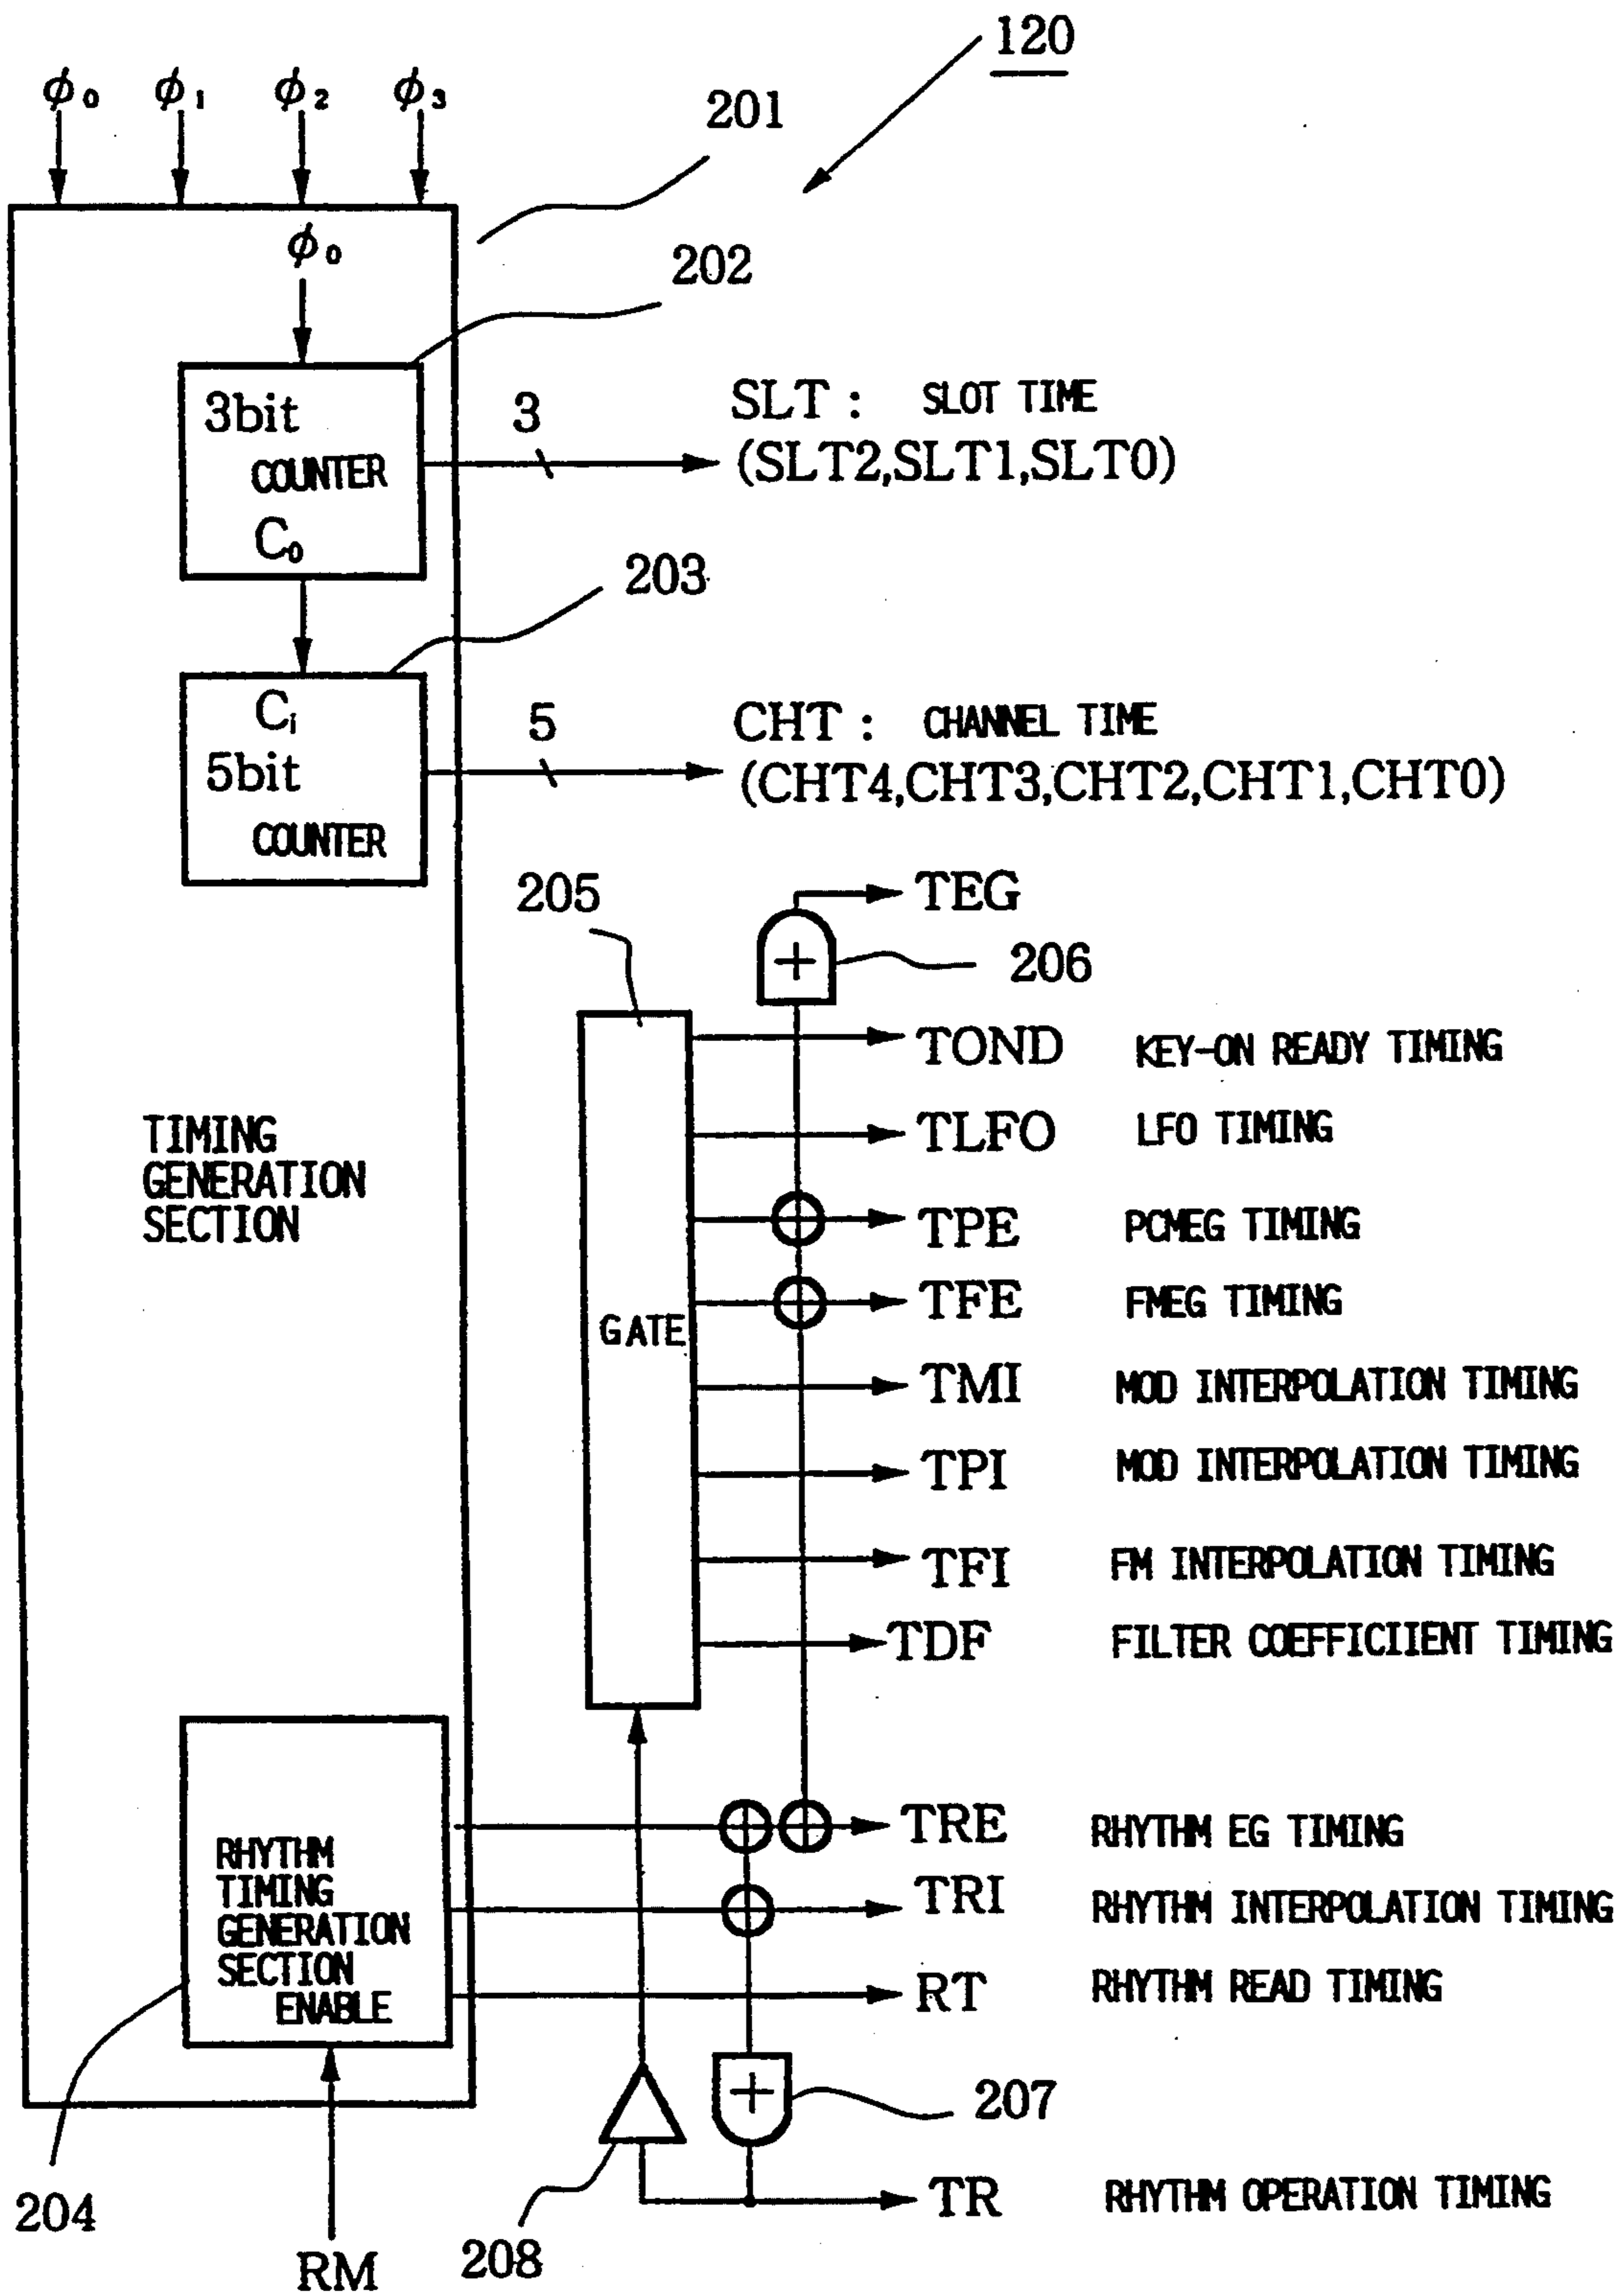 120
ϕ0 ϕ1 ϕ2 ϕ3
201
ϕ0
202
3bit
COUNTER
C0
3
SLT : SLOT TIME
(SLT2,SLT1,SLT0)
203
Ci
5bit
COUNTER
5
CHT : CHANNEL TIME
(CHT4,CHT3,CHT2,CHT1,CHT0)
205
TEG
+
206
TOND KEY-ON READY TIMING
TLFO LFO TIMING
TIMING
GENERATION
SECTION
TPE PCMEG TIMING
TFE FMEG TIMING
GATE
TMI MOD INTERPOLATION TIMING
TPI MOD INTERPOLATION TIMING
TFI FM INTERPOLATION TIMING
TDF FILTER COEFFICIIENT TIMING
TRE RHYTHM EG TIMING
RHYTHM
TIMING
GENERATION
SECTION
ENABLE
TRI RHYTHM INTERPOLATION TIMING
RT RHYTHM READ TIMING
+
207
204
RM
208
TR RHYTHM OPERATION TIMING